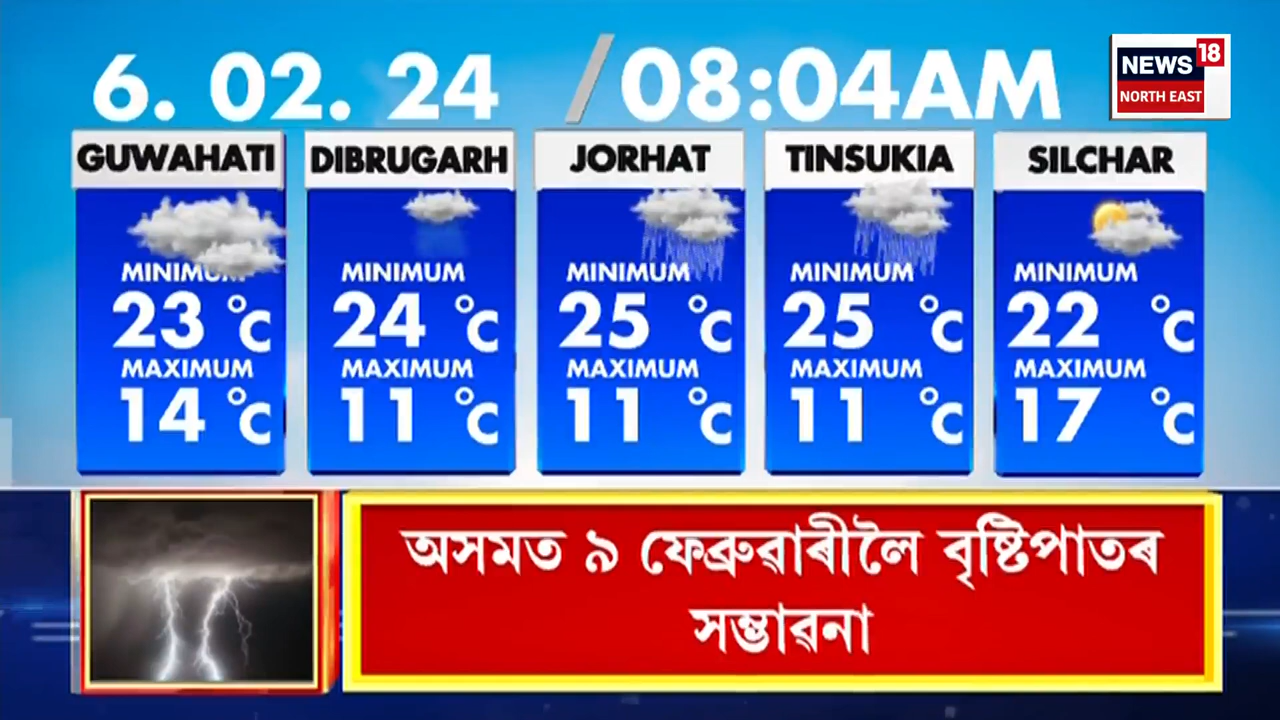 6. 02. 24 / 08:04AM
NEWS 18
NORTH EAST
GUWAHATI DIBRUGARH JORHAT TINSUKIA SILCHAR
MINIMUM MINIMUM MINIMUM MINIMUM MINIMUM
23 °C 24 °C 25 °C 25 °C 22 °C
MAXIMUM MAXIMUM MAXIMUM MAXIMUM MAXIMUM
14 °C 11 °C 11 °C 11 °C 17 °C
অসমত ৯ ফেব্ৰুৱাৰীলৈ বৃষ্টিপাতৰ
সম্ভাৱনা